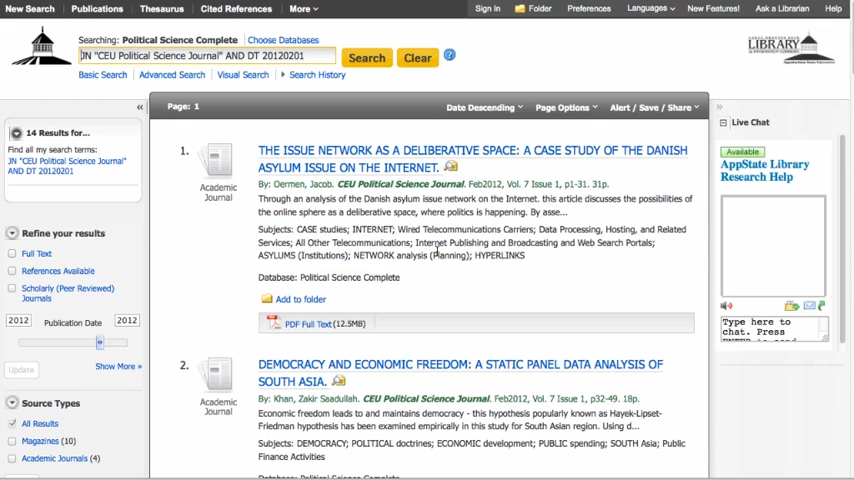 New Search Publications Thesaurus Cited References More Sign In Folder Preferences Languages New Features! Ask a Librarian Help
Searching: Political Science Complete Choose Databases
JN "CEU Political Science Journal" AND DT 20120201 Search Clear ?
Basic Search Advanced Search Visual Search Search History
LIBRARY
« Page: 1 Date Descending Page Options Alert / Save / Share »
14 Results for...
Find all my search terms:
JN "CEU Political Science Journal"
AND DT 20120201
Refine your results
Full Text
References Available
Scholarly (Peer Reviewed)
Journals
2012 Publication Date 2012
Update Show More »
Source Types
All Results
Magazines (10)
Academic Journals (4)
1. THE ISSUE NETWORK AS A DELIBERATIVE SPACE: A CASE STUDY OF THE DANISH
ASYLUM ISSUE ON THE INTERNET.
Academic
Journal
By: Oermen, Jacob. CEU Political Science Journal. Feb2012, Vol. 7 Issue 1, p1-31. 31p.
Through an analysis of the Danish asylum issue network on the Internet. this article discusses the possibilities of
the online sphere as a deliberative space, where politics is happening. By asse...
Subjects: CASE studies; INTERNET; Wired Telecommunications Carriers; Data Processing, Hosting, and Related
Services; All Other Telecommunications; Internet Publishing and Broadcasting and Web Search Portals;
ASYLUMS (Institutions); NETWORK analysis (Planning); HYPERLINKS
Database: Political Science Complete
Add to folder
PDF Full Text (12.5MB)
2. DEMOCRACY AND ECONOMIC FREEDOM: A STATIC PANEL DATA ANALYSIS OF
SOUTH ASIA.
Academic
Journal
By: Khan, Zakir Saadullah. CEU Political Science Journal. Feb2012, Vol. 7 Issue 1, p32-49. 18p.
Economic freedom leads to and maintains democracy - this hypothesis popularly known as Hayek-Lipset-
Friedman hypothesis has been examined empirically in this study for South Asian region. Using d...
Subjects: DEMOCRACY; POLITICAL doctrines; ECONOMIC development; PUBLIC spending; SOUTH Asia; Public
Finance Activities
Database: Political Science Complete
Live Chat
Available
AppState Library
Research Help
Type here to
chat. Press